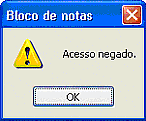 Bloco de notas
Acesso negado.
OK